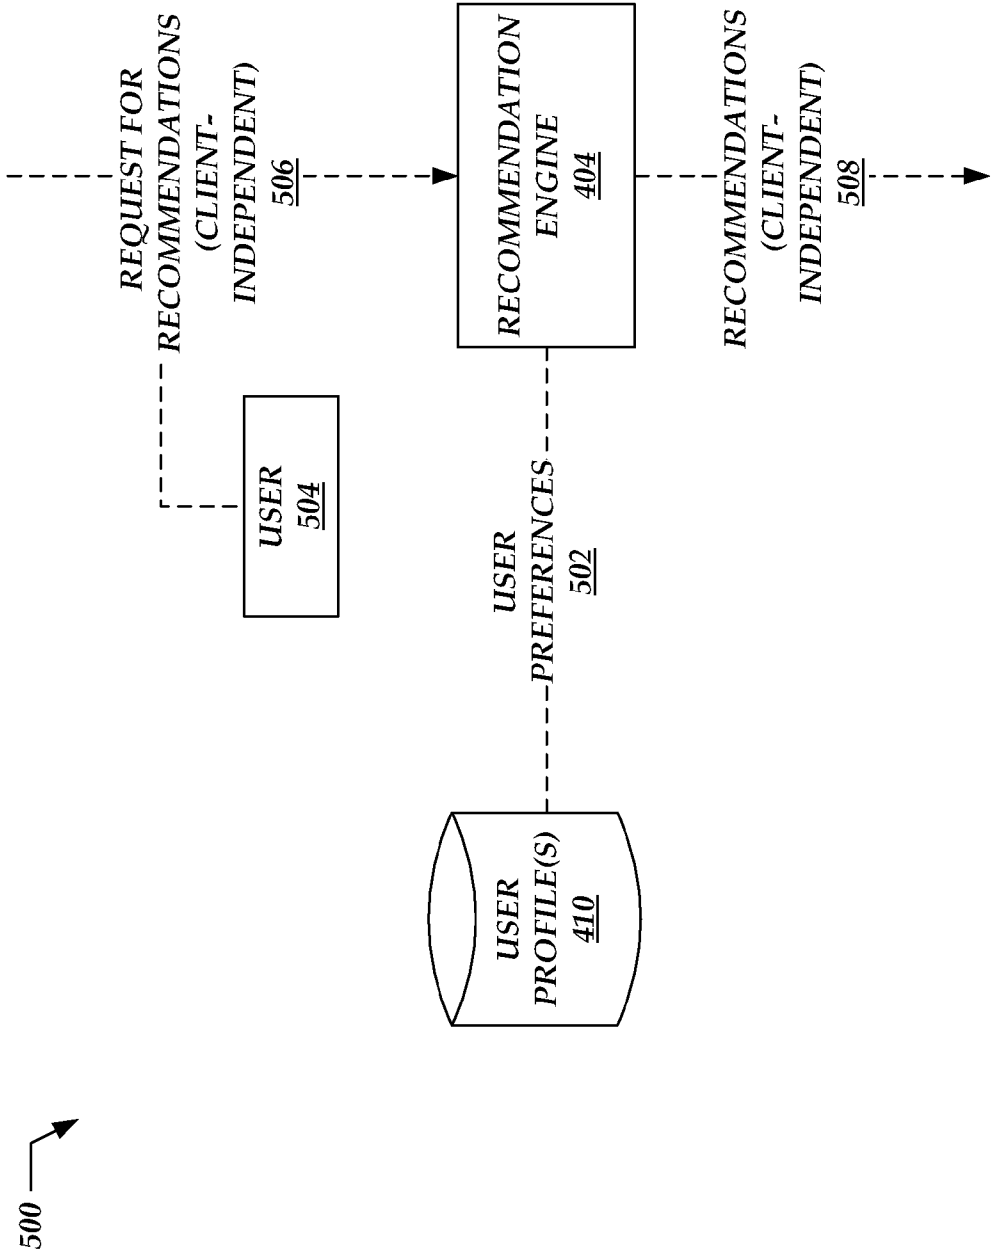 500
REQUEST FOR
RECOMMENDATIONS
(CLIENT-
INDEPENDENT)
506
USER
504
USER
PROFILE(S)
410
USER
PREFERENCES
502
RECOMMENDATION
ENGINE
404
RECOMMENDATIONS
(CLIENT-
INDEPENDENT)
508